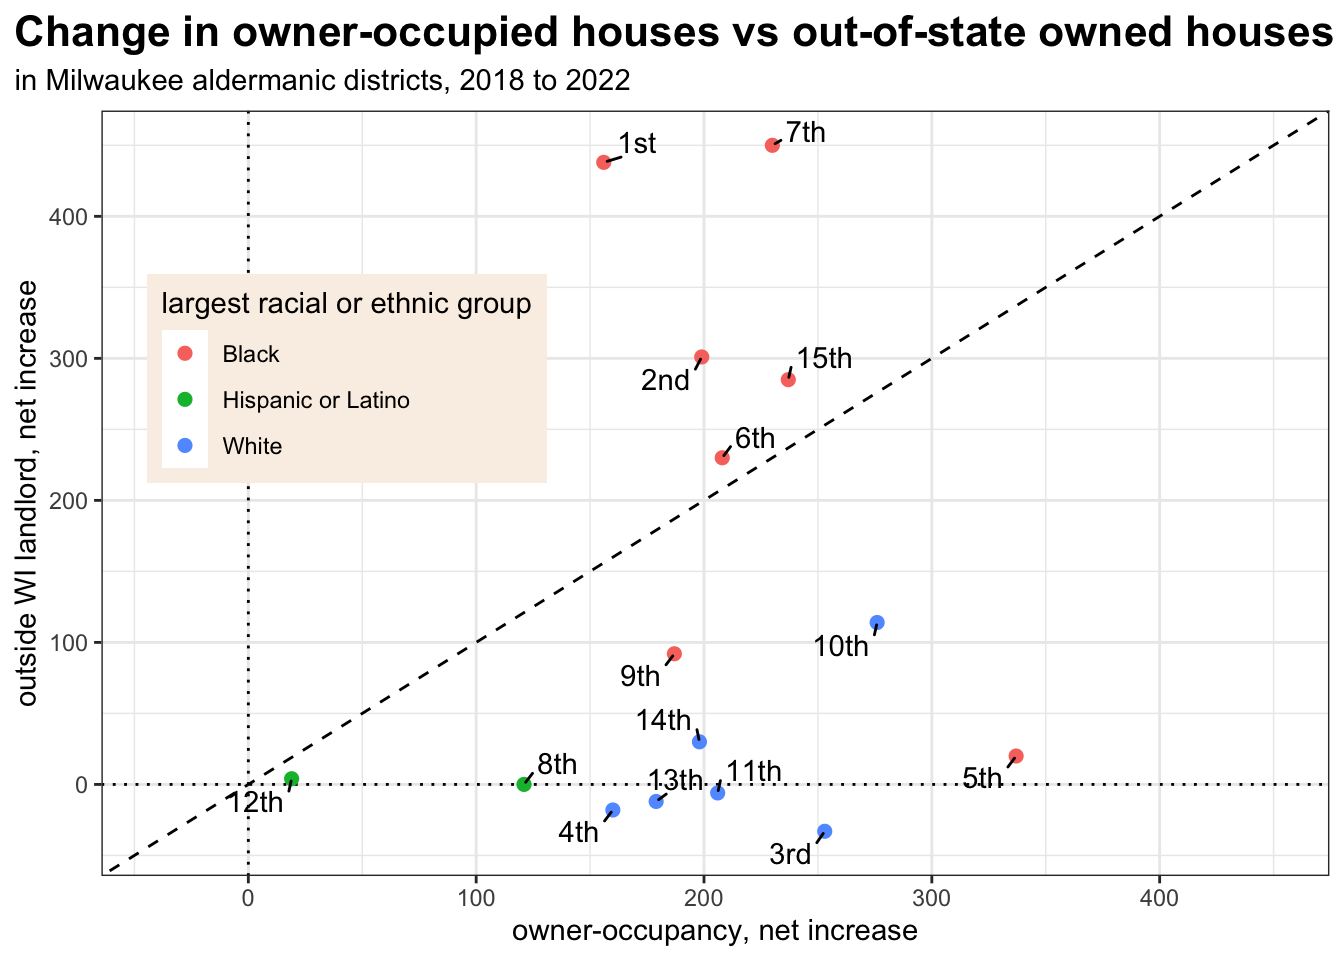 Change in owner-occupied houses vs out-of-state owned houses
in Milwaukee aldermanic districts, 2018 to 2022
7th
1st
400
largest racial or ethnic group
Black
Hispanic or Latino
White
300
15th
2nd
6th
200
outside WI landlord, net increase
100
10th
9th
14th
8th
13th
11th
5th
0
12th
4th
3rd
0
100
200
300
400
owner-occupancy, net increase